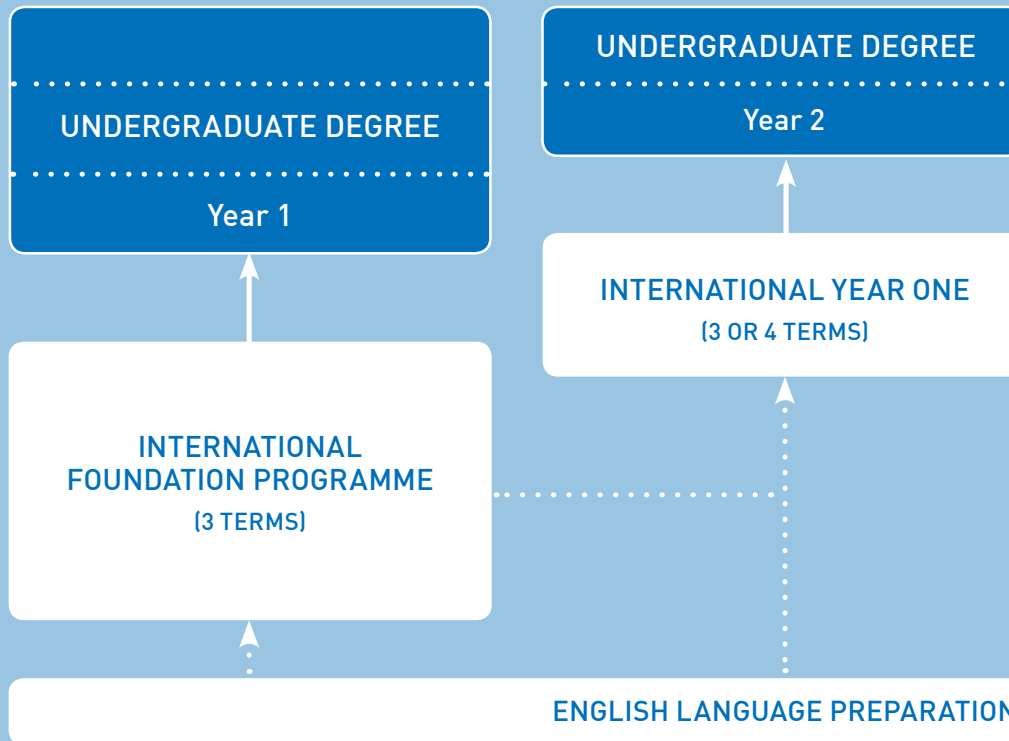 UNDERGRADUATE DEGREE
Year 1
INTERNATIONAL
FOUNDATION PROGRAMME
(3 TERMS)
UNDERGRADUATE DEGREE
Year 2
INTERNATIONAL YEAR ONE
(3 OR 4 TERMS)
ENGLISH LANGUAGE PREPARATION